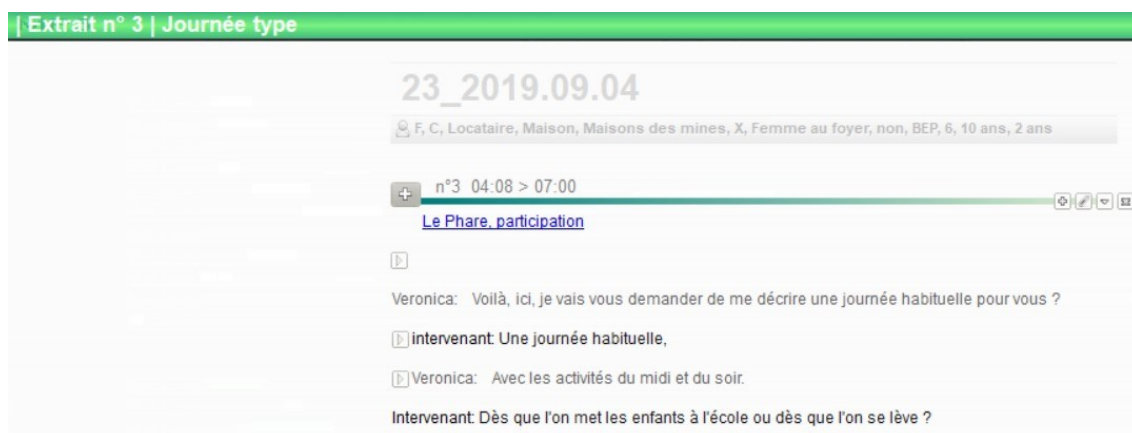 | Extrait n° 3 | Journée type
23_2019.09.04
F, C, Locataire, Maison, Maisons des mines, X, Femme au foyer, non, BEP, 6, 10 ans, 2 ans
n°3 04:08 > 07:00
Le Phare, participation
Veronica: Voilà, ici, je vais vous demander de me décrire une journée habituelle pour vous ?
intervenant: Une journée habituelle,
Veronica: Avec les activités du midi et du soir.
Intervenant: Dès que l'on met les enfants à l'école ou dès que l'on se lève ?